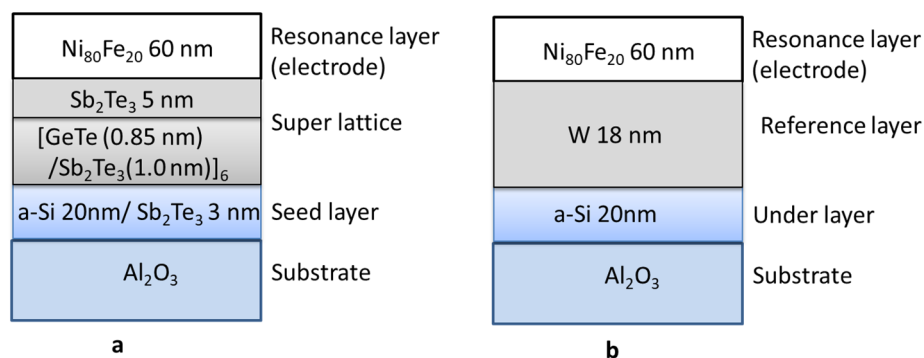 Ni80Fe20 60 nm
Resonance layer
(electrode)
Sb2Te3 5 nm
[GeTe (0.85 nm)
/Sb2Te3(1.0 nm)]6
Super lattice
a-Si 20nm/ Sb2Te3 3 nm
Seed layer
Al2O3
Substrate
a
Ni80Fe20 60 nm
Resonance layer
(electrode)
W 18 nm
Reference layer
a-Si 20nm
Under layer
Al2O3
Substrate
b